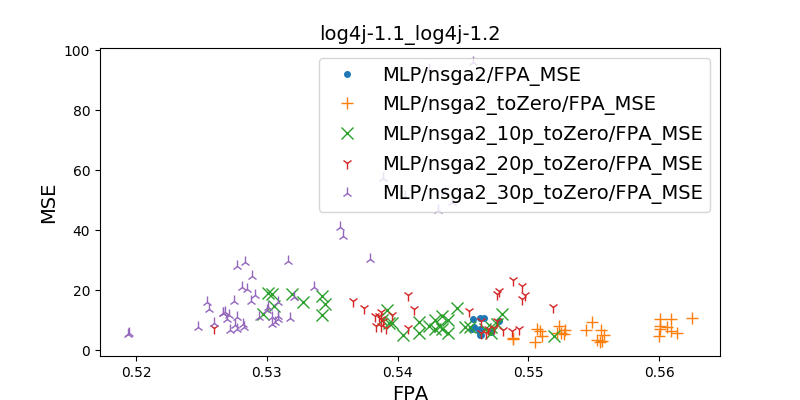 log4j-1.1_log4j-1.2
100
80
60
40
20
0
MSE
MLP/nsga2/FPA_MSE
MLP/nsga2_toZero/FPA_MSE
MLP/nsga2_10p_toZero/FPA_MSE
MLP/nsga2_20p_toZero/FPA_MSE
MLP/nsga2_30p_toZero/FPA_MSE
0.52 0.53 0.54 0.55 0.56
FPA